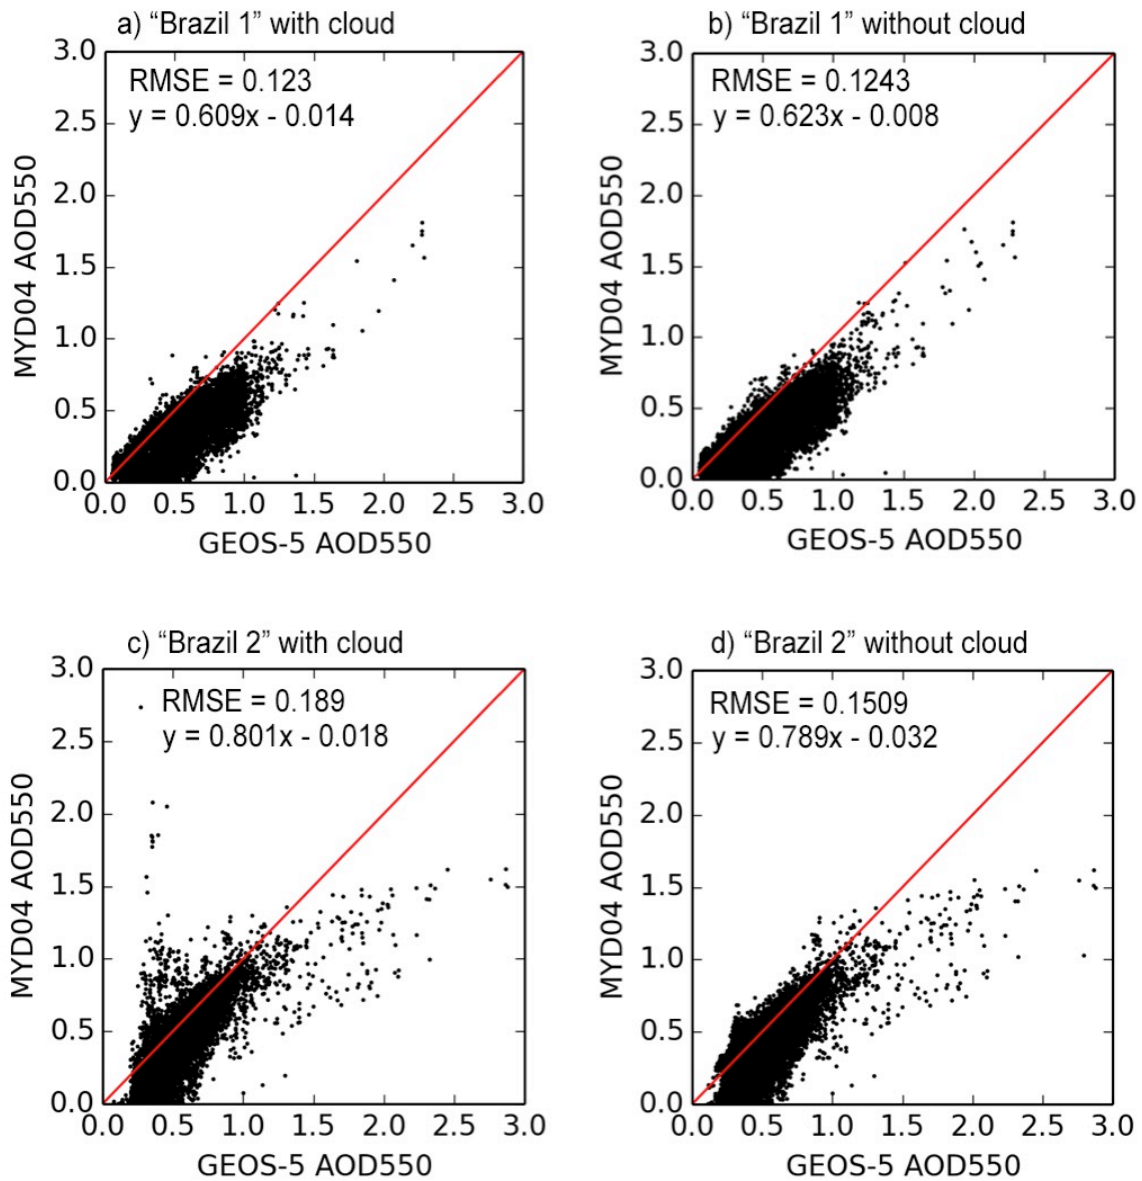 a) “Brazil 1” with cloud
RMSE = 0.123
y = 0.609x - 0.014
MYD04 AOD550
3.0
2.5
2.0
1.5
1.0
0.5
0.0
0.0 0.5 1.0 1.5 2.0 2.5 3.0
GEOS-5 AOD550
b) “Brazil 1” without cloud
RMSE = 0.1243
y = 0.623x - 0.008
MYD04 AOD550
3.0
2.5
2.0
1.5
1.0
0.5
0.0
0.0 0.5 1.0 1.5 2.0 2.5 3.0
GEOS-5 AOD550
c) “Brazil 2” with cloud
RMSE = 0.189
y = 0.801x - 0.018
MYD04 AOD550
3.0
2.5
2.0
1.5
1.0
0.5
0.0
0.0 0.5 1.0 1.5 2.0 2.5 3.0
GEOS-5 AOD550
d) “Brazil 2” without cloud
RMSE = 0.1509
y = 0.789x - 0.032
MYD04 AOD550
3.0
2.5
2.0
1.5
1.0
0.5
0.0
0.0 0.5 1.0 1.5 2.0 2.5 3.0
GEOS-5 AOD550